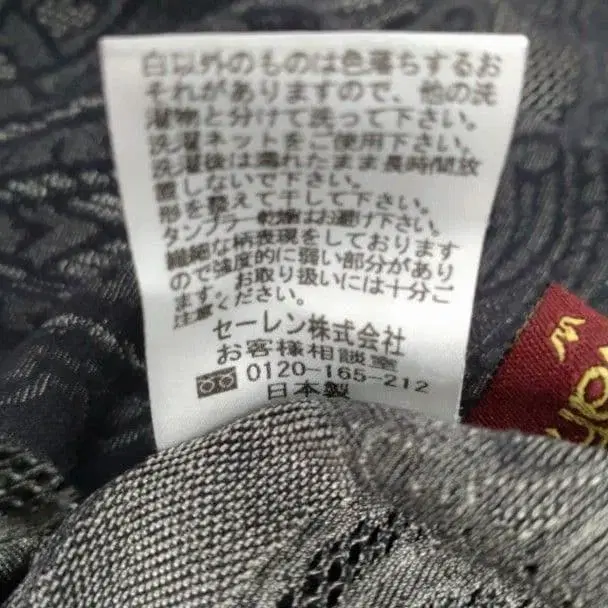 白以外のものは色落ちするお
それがありますので、他の洗
濯物と分けて洗って下さい。
洗濯ネットをご使用下さい。
洗濯後は濡れたまま長時間放
置しないで下さい。
形を整えて干して下さい。
タンブラー乾燥はお避け下さい。
繊細な柄表現をしております
ので強度的に弱い部分があり
ます。お取り扱いには十分ご
注意ください。
セーレン株式会社
お客様相談室
0120-165-212
日本製